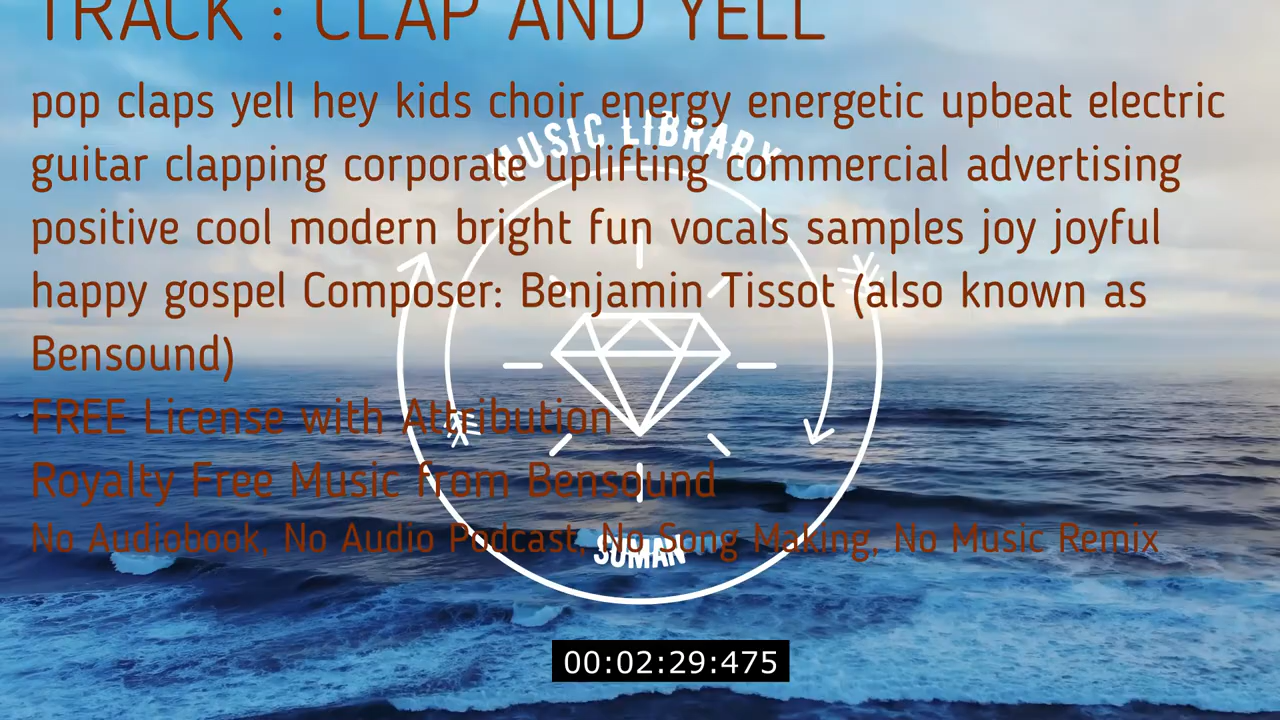 TRACK : CLAP AND YELL
pop claps yell hey kids choir energy energetic upbeat electric
guitar clapping corporate uplifting commercial advertising
positive cool modern bright fun vocals samples joy joyful
happy gospel Composer: Benjamin Tissot (also known as
Bensound)
FREE License with Attribution
Royalty Free Music from Bensound
No Audiobook, No Audio Podcast, No Song Making, No Music Remix
MUSIC LIBRARY
SUMAN
00:02:29:475